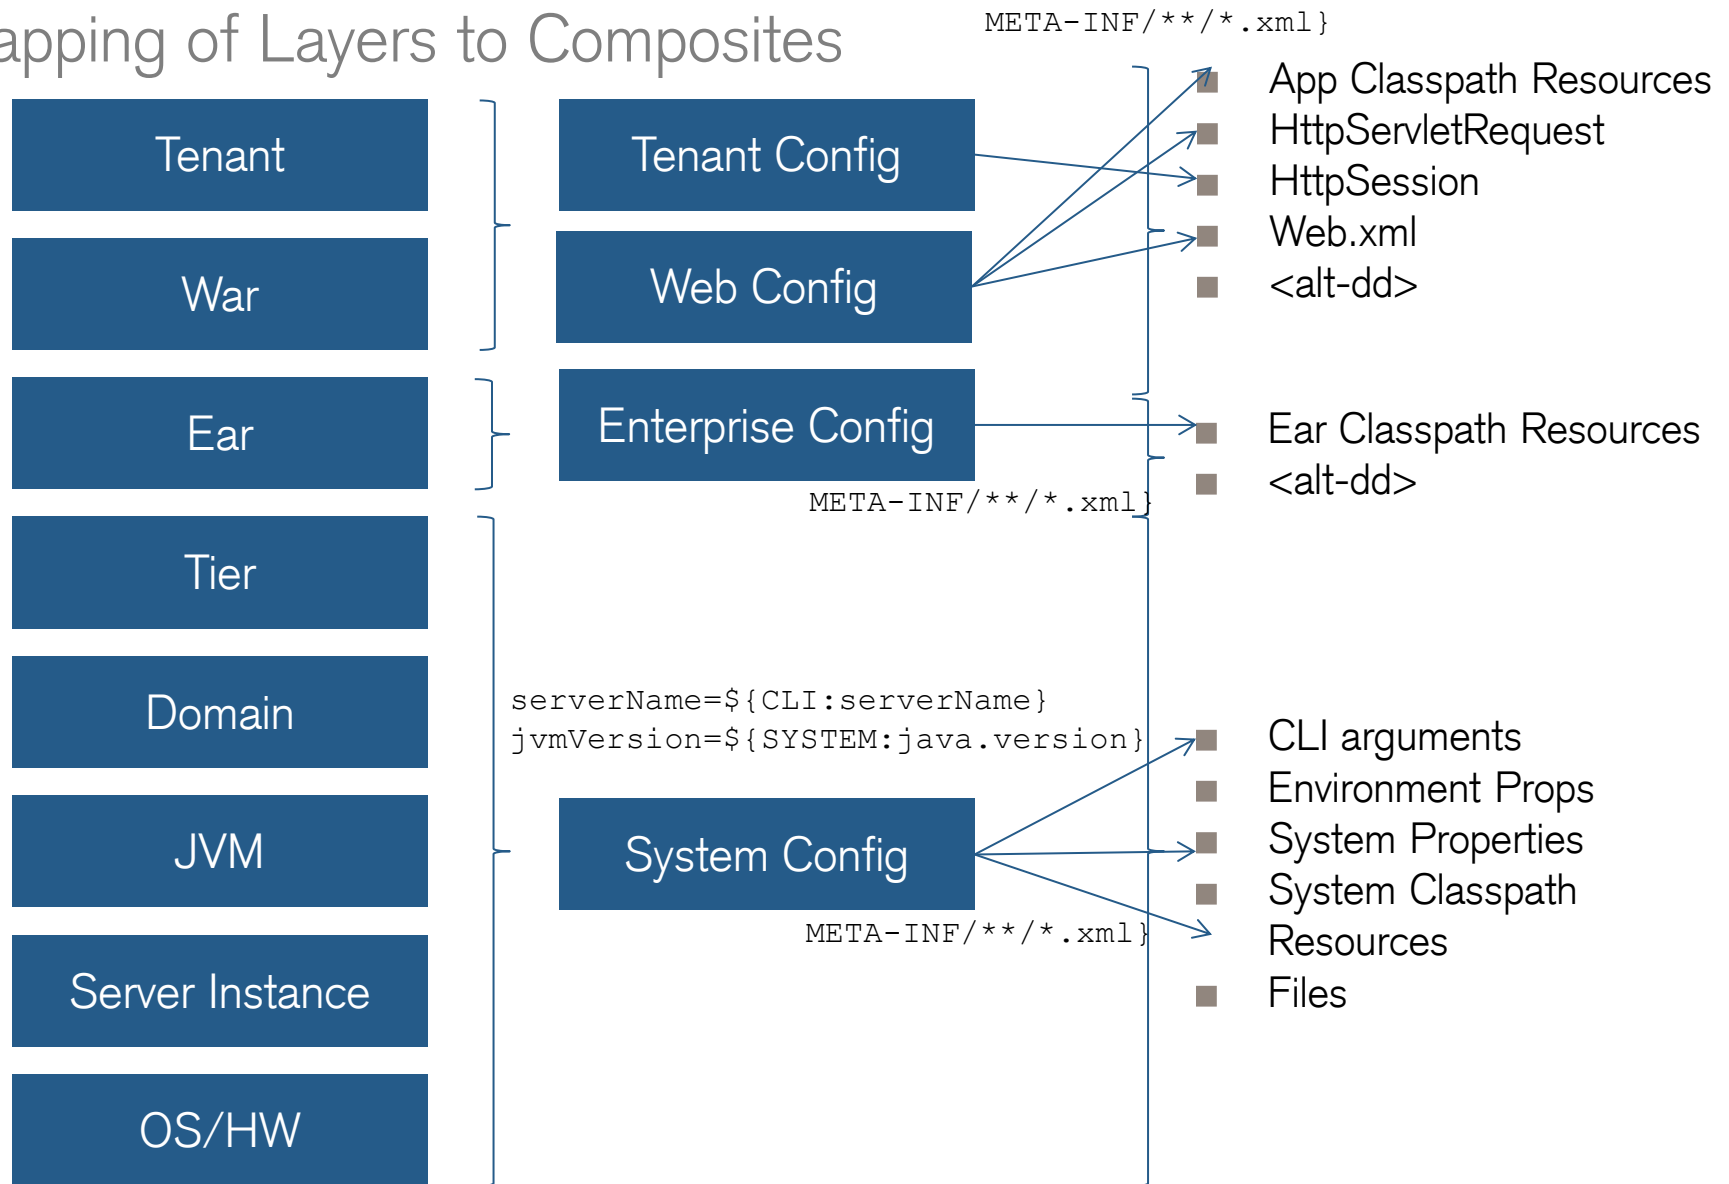 apping of Layers to Composites
META-INF/**/*.xml}
Tenant
War
Ear
Tier
Domain
JVM
Server Instance
OS/HW
Tenant Config
Web Config
Enterprise Config
META-INF/**/*.xml}
serverName=${CLI:serverName}
jvmVersion=${SYSTEM:java.version}
System Config
META-INF/**/*.xml}
App Classpath Resources
HttpServletRequest
HttpSession
Web.xml
<alt-dd>
Ear Classpath Resources
<alt-dd>
CLI arguments
Environment Props
System Properties
System Classpath
Resources
Files